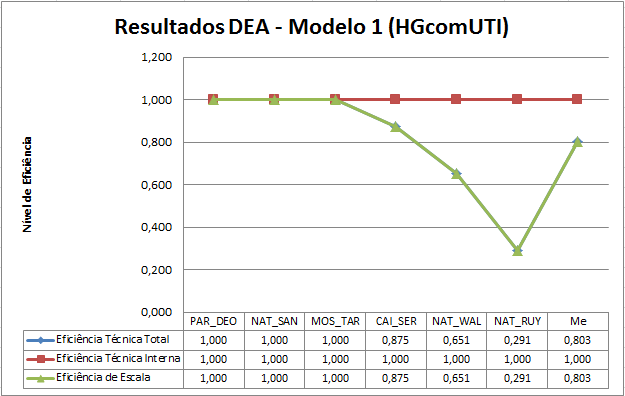 Resultados DEA - Modelo 1 (HGcomUTI)
Nível de Eficiência
1,200
1,000
0,800
0,600
0,400
0,200
0,000
PAR_DEO NAT_SAN MOS_TAR CAI_SER NAT_WAL NAT_RUY Me
Eficiência Técnica Total 1,000 1,000 1,000 0,875 0,651 0,291 0,803
Eficiência Técnica Interna 1,000 1,000 1,000 1,000 1,000 1,000 1,000
Eficiência de Escala 1,000 1,000 1,000 0,875 0,651 0,291 0,803